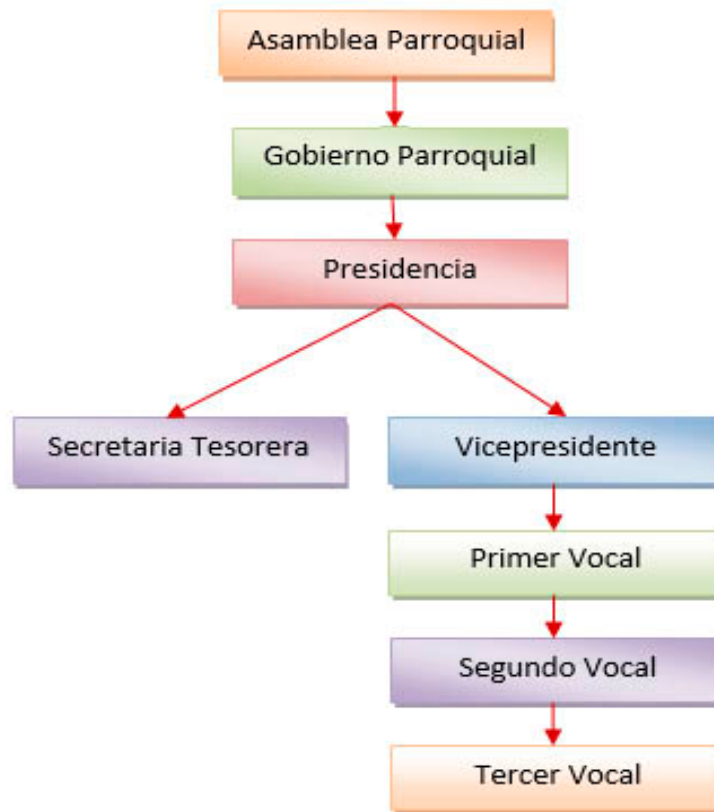 Asamblea Parroquial
Gobierno Parroquial
Presidencia
Secretaria Tesorera
Vicepresidente
Primer Vocal
Segundo Vocal
Tercer Vocal